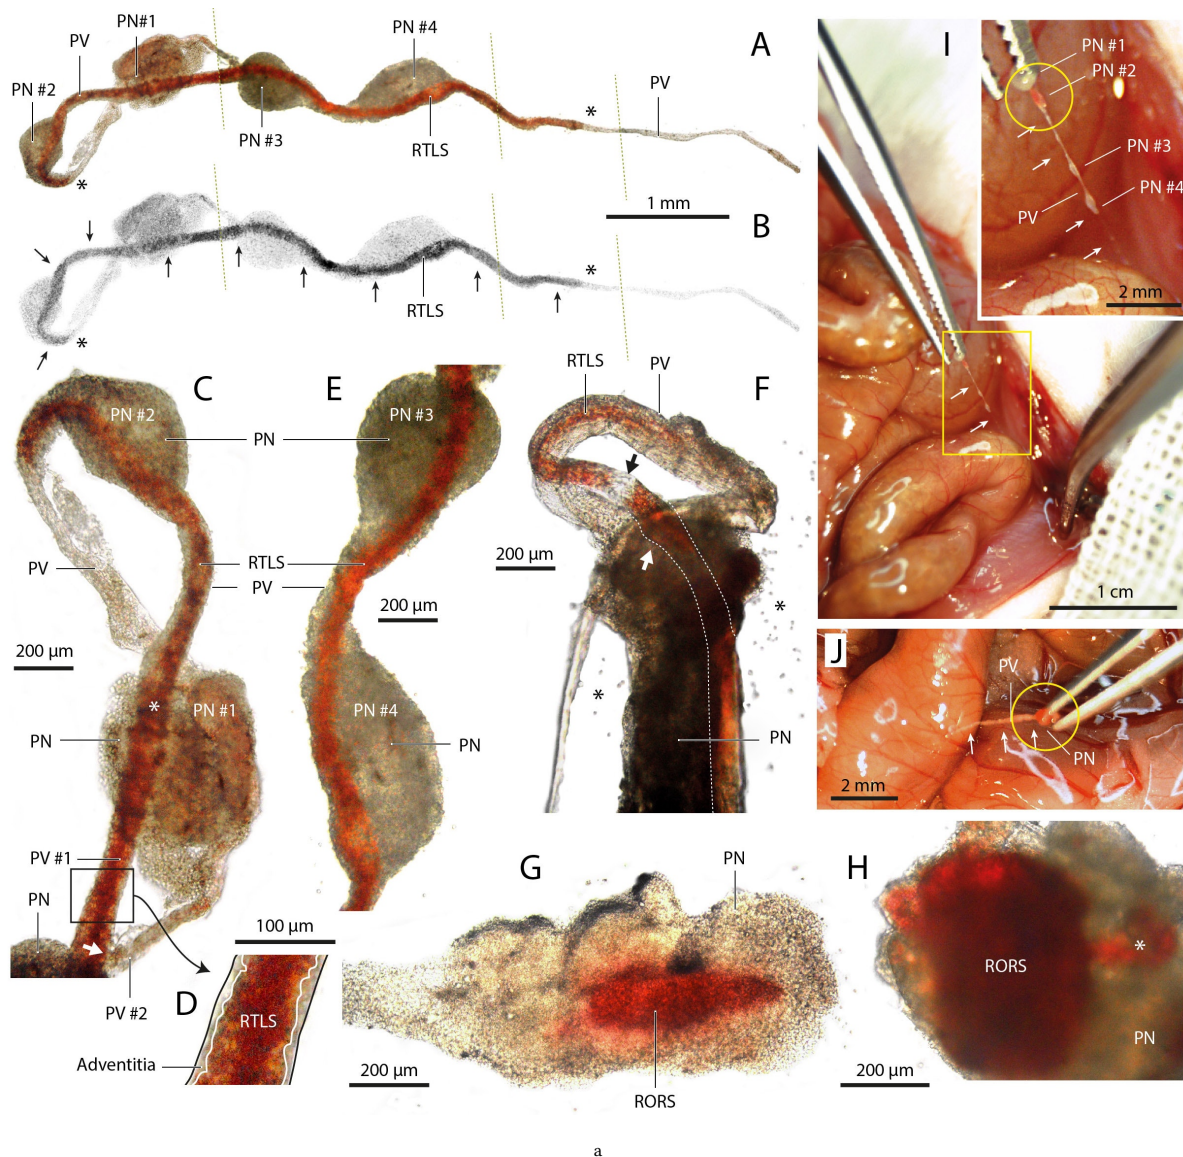 A
PN#1
PV
PN #4
PN #2
*
PV
PN #3
RTLS
*
1 mm
B
*
RTLS
*
C
PN #2
PN
PV
RTLS
PV
200 µm
*
PN #1
PN
PV #1
PN
PV #2
E
PN #3
200 µm
PN #4
PN
D
100 µm
RTLS
Adventitia
F
RTLS
PV
200 µm
*
*
PN
G
PN
200 µm
RORS
H
RORS
*
PN
200 µm
I
PN #1
PN #2
PN #3
PN #4
PV
2 mm
1 cm
J
PV
PN
2 mm
a